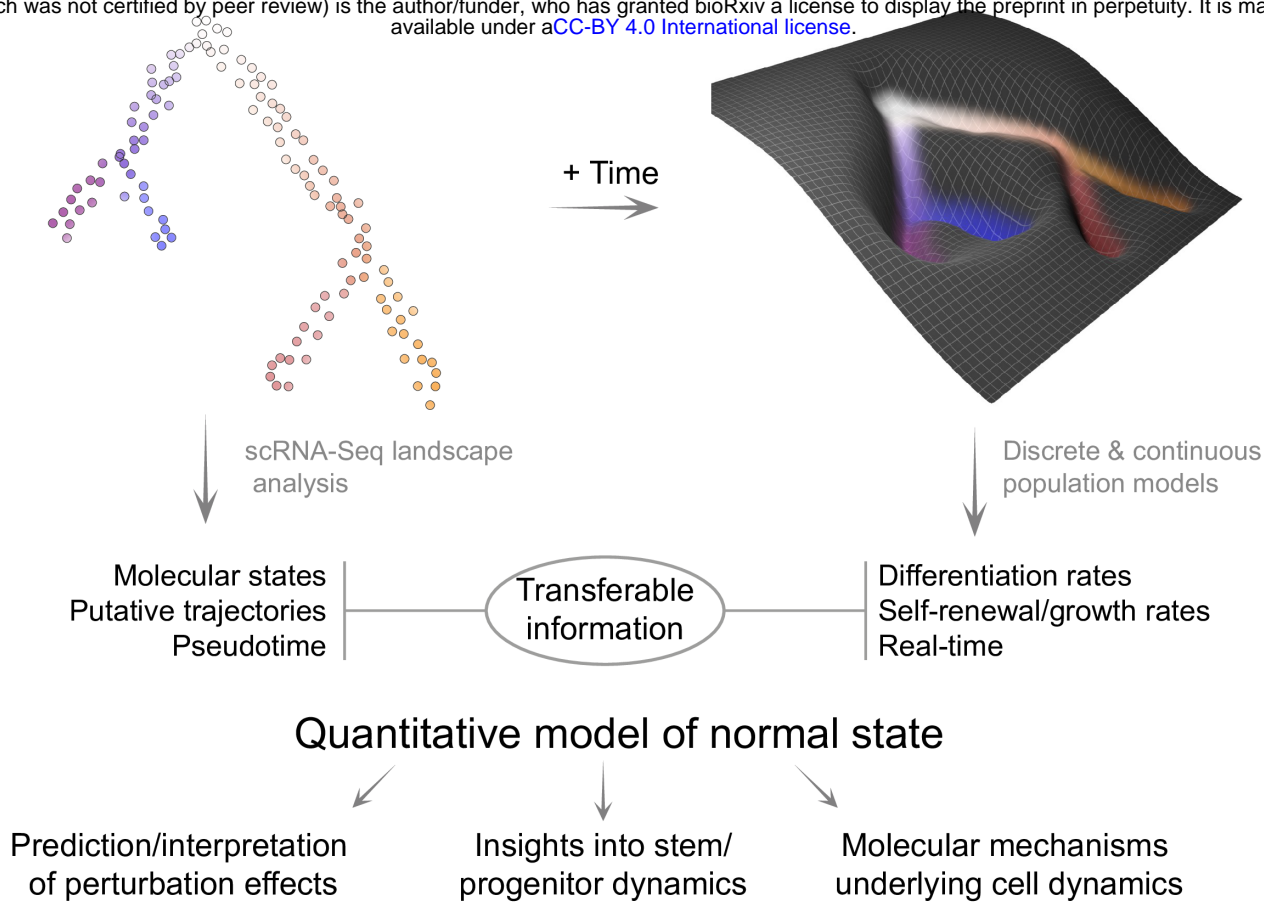 ch was not certified by peer review) is the author/funder, who has granted bioRxiv a license to display the preprint in perpetuity. It is ma
available under aCC-BY 4.0 International license.
+ Time
scRNA-Seq landscape
analysis
Discrete & continuous
population models
Molecular states
Putative trajectories
Pseudotime
Transferable
information
Differentiation rates
Self-renewal/growth rates
Real-time
Quantitative model of normal state
Prediction/interpretation
of perturbation effects
Insights into stem/
progenitor dynamics
Molecular mechanisms
underlying cell dynamics